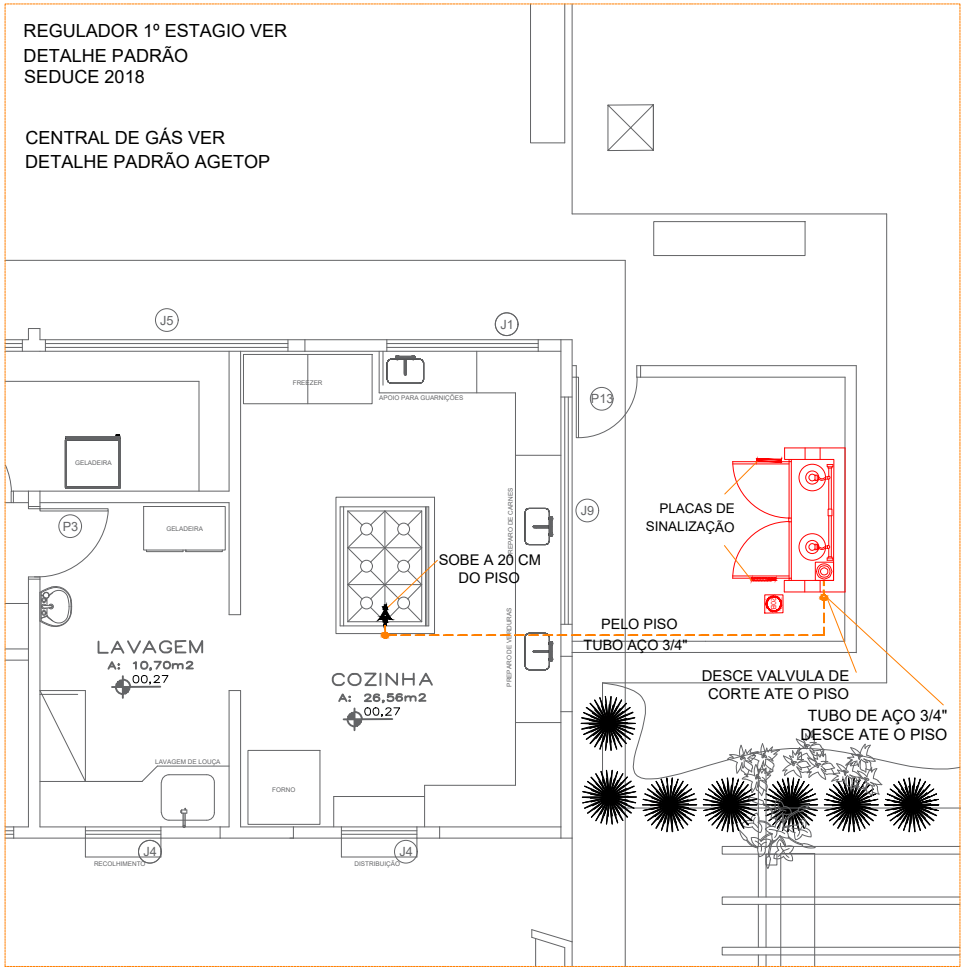 REGULADOR 1º ESTAGIO VER
DETALHE PADRÃO
SEDUCE 2018
CENTRAL DE GÁS VER
DETALHE PADRÃO AGETOP
J5
J1
FREEZER
APOIO PARA GUARNIÇÕES
P13
GELADEIRA
PREPARO DE CARNES
J9
PLACAS DE
SINALIZAÇÃO
P3
GELADEIRA
SOBE A 20 CM
DO PISO
PREPARO DE VERDURAS
PELO PISO
TUBO AÇO 3/4"
LAVAGEM
A: 10,70m2
00,27
COZINHA
A: 26,56m2
00,27
DESCE VALVULA DE
CORTE ATE O PISO
TUBO DE AÇO 3/4"
DESCE ATE O PISO
LAVAGEM DE LOUÇA
FORNO
J4
RECOLHIMENTO
J4
DISTRIBUIÇÃO